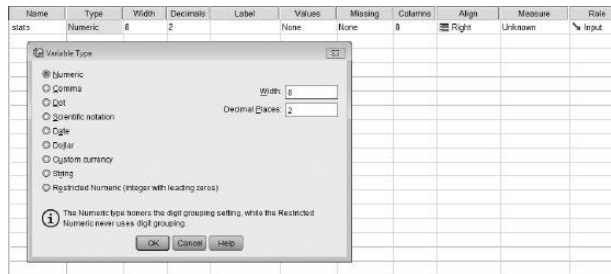 Name Type Width Decimals Label Values Missing Columns Align Measure Role
stats Numeric 8 2 None None 8 Right Unknown Input
Variable Type
Numeric
Comma
Dot
Scientific notation
Date
Dollar
Custom currency
String
Restricted Numeric (integer with leading zeros)
Width: 8
Decimal Places: 2
The Numeric type honors the digit grouping setting, while the Restricted
Numeric never uses digit grouping.
OK Cancel Help